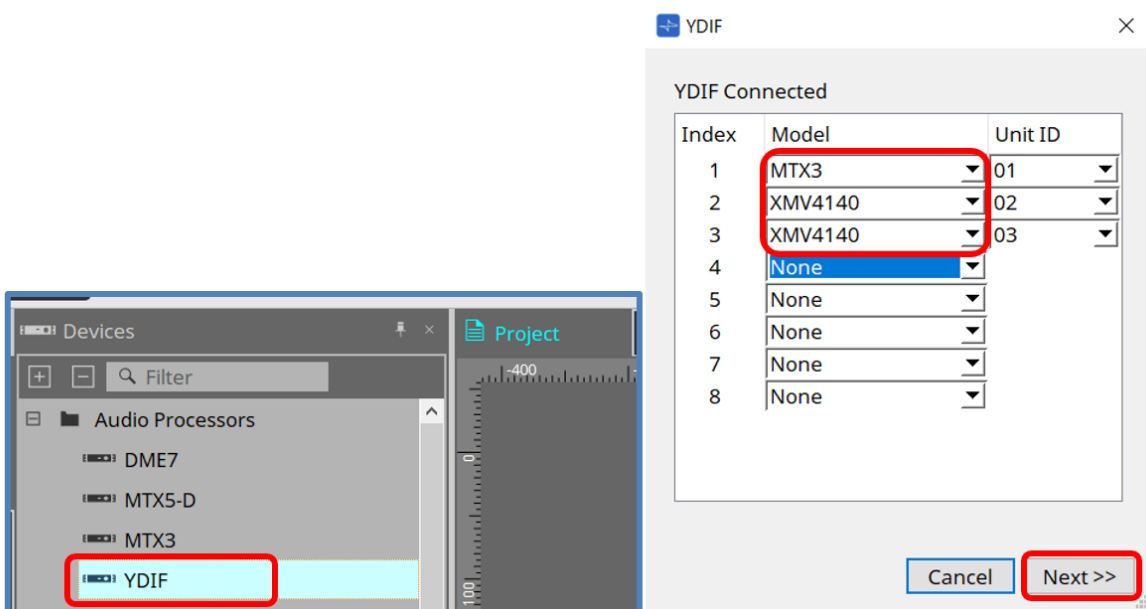 Devices
Project
Filter
-400
Audio Processors
DME7
0
MTX5-D
MTX3
YDIF
100
YDIF
YDIF Connected
Index Model Unit ID
1 MTX3 01
2 XMV4140 02
3 XMV4140 03
4 None
5 None
6 None
7 None
8 None
Cancel Next >>